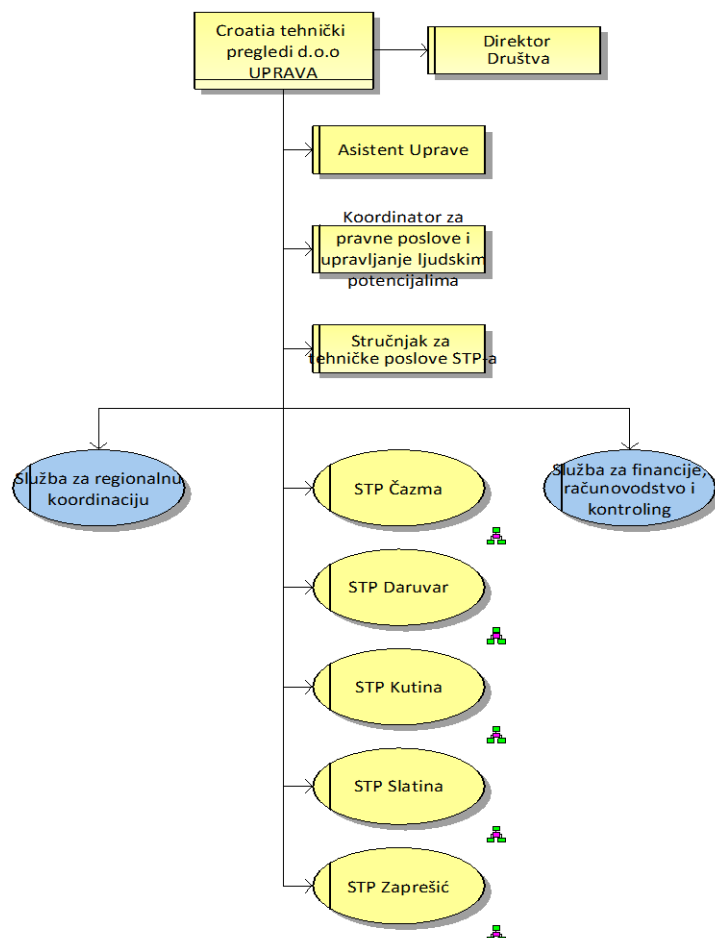 Croatia tehnički
pregledi d.o.o
UPRAVA
Direktor
Društva
Asistent Uprave
Koordinator za
pravne poslove i
upravljanje ljudskim
potencijalima
Stručnjak za
tehničke poslove STP-a
Služba za regionalnu
koordinaciju
STP Čazma
Služba za financije,
računovodstvo i
kontroling
STP Daruvar
STP Kutina
STP Slatina
STP Zaprešić